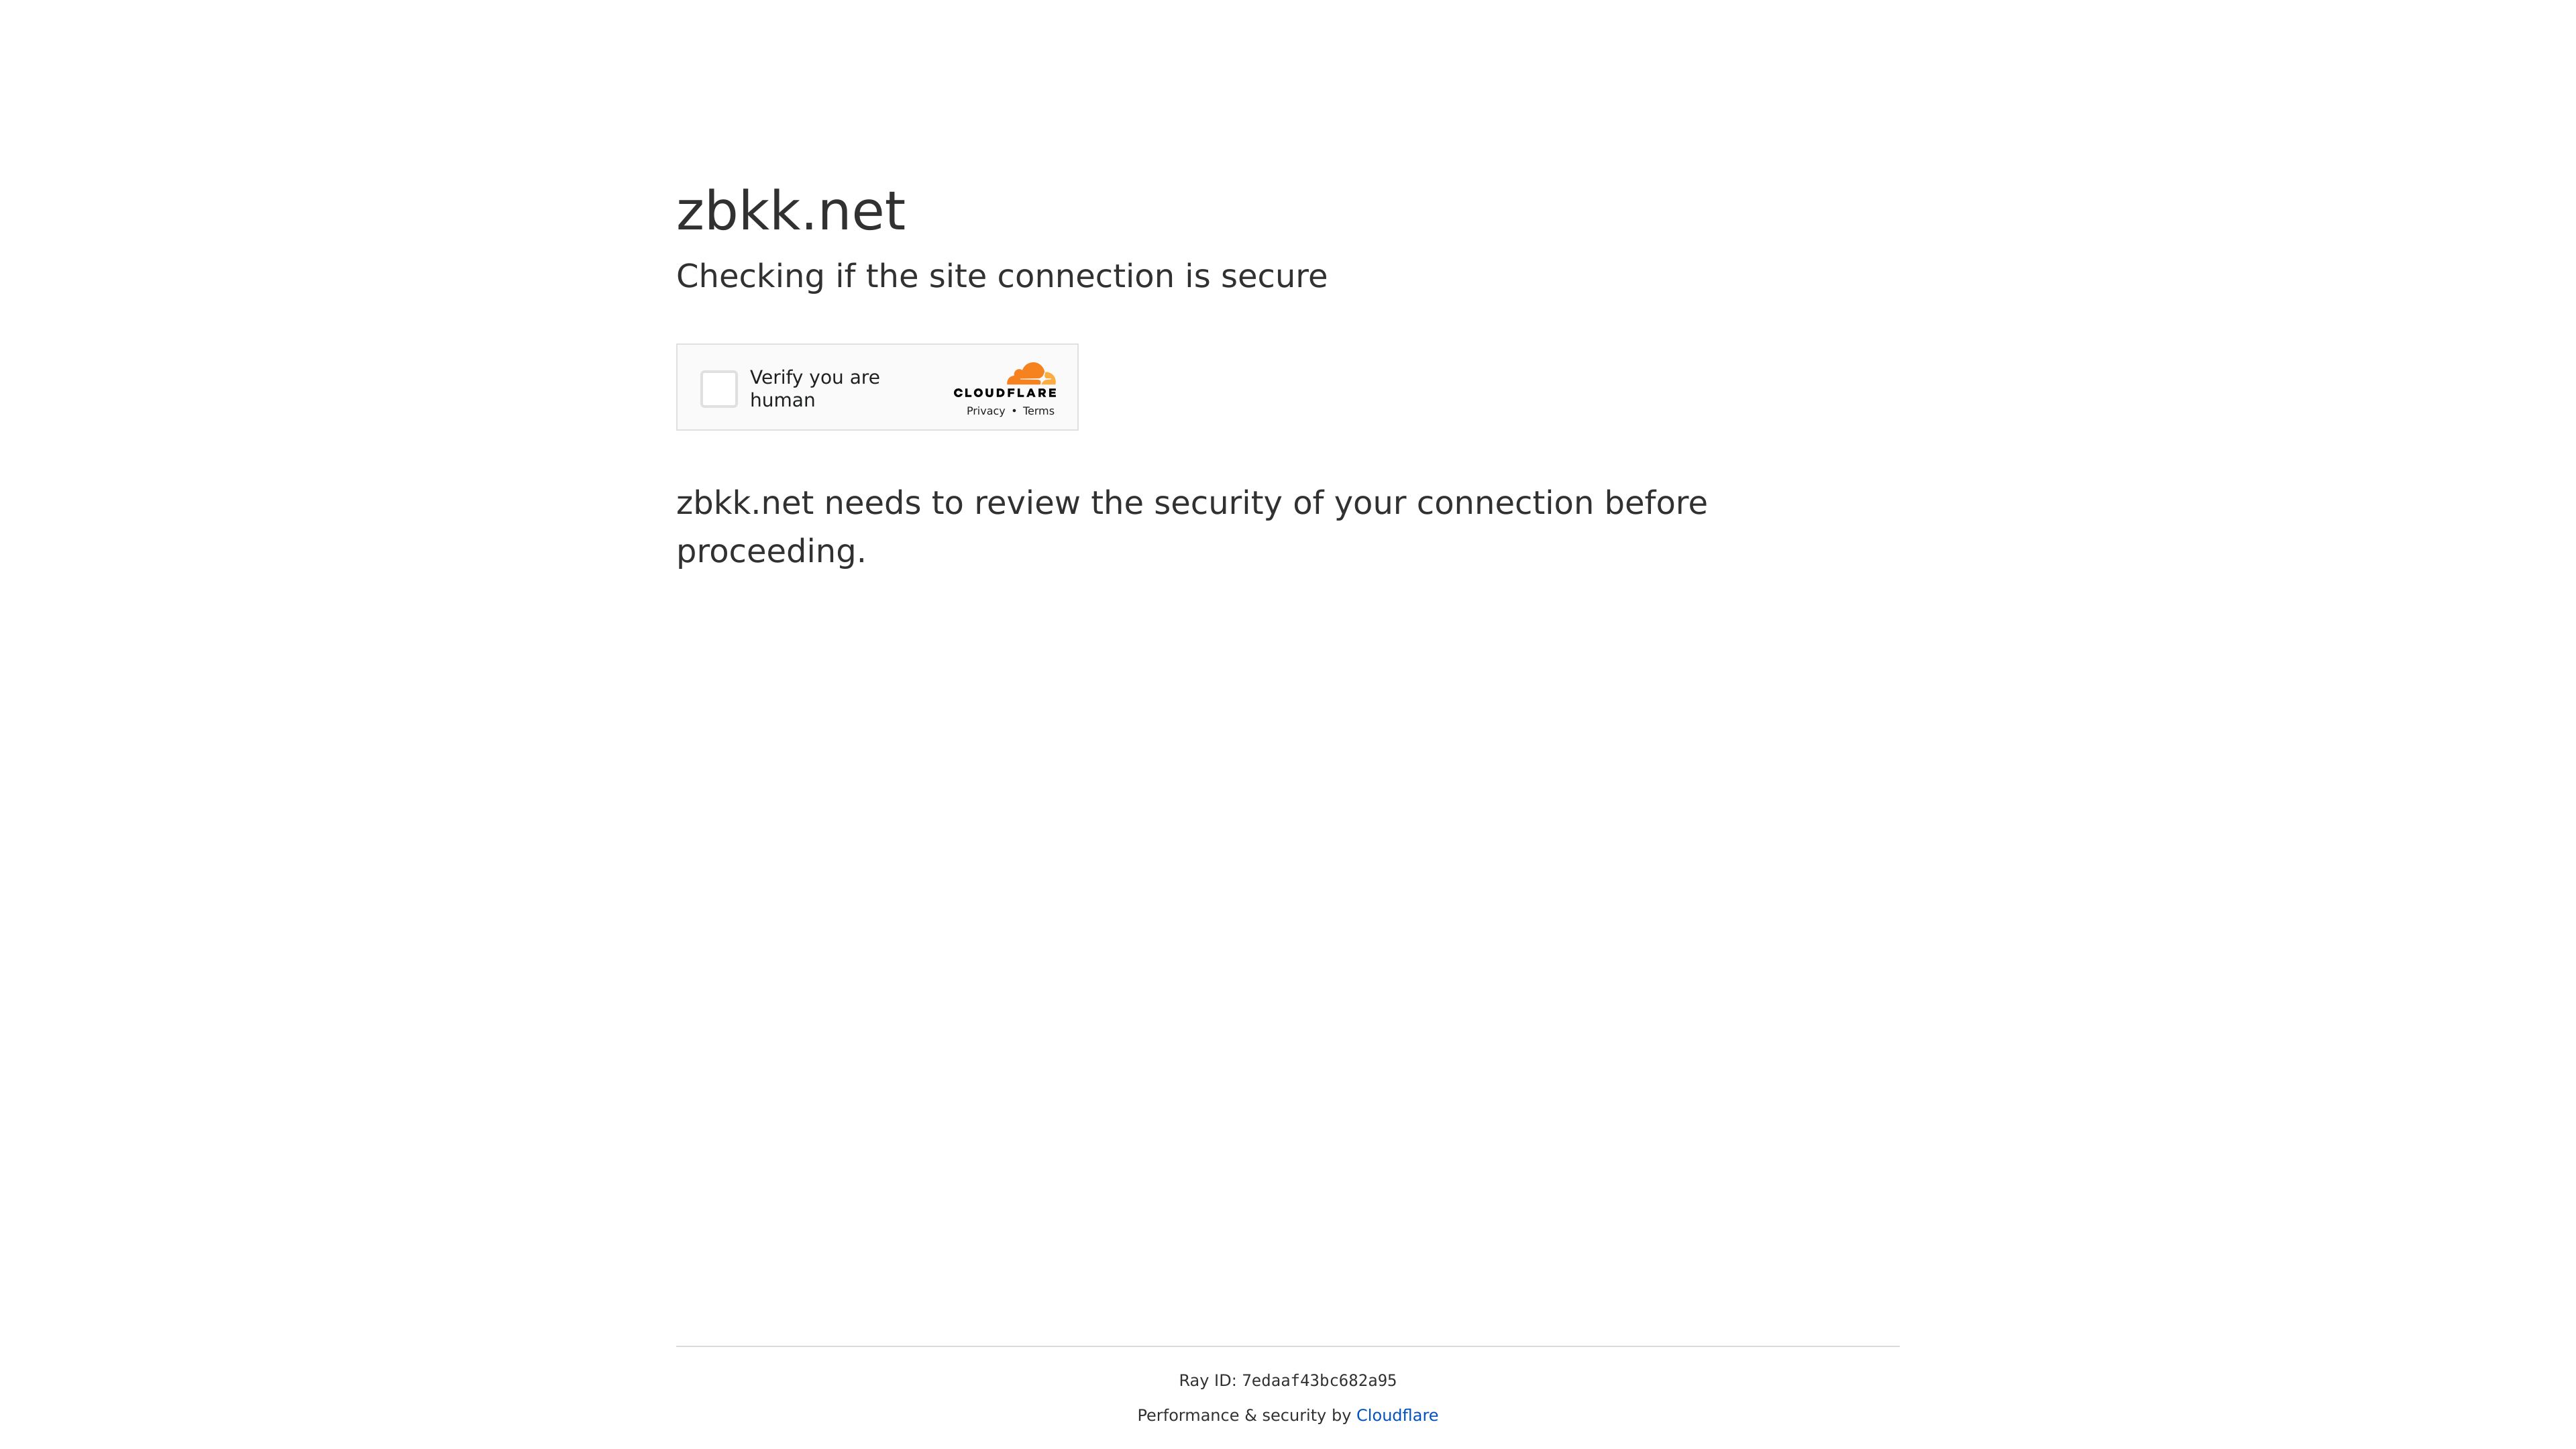 zbkk.net
Checking if the site connection is secure
Verify you are
human
CLOUDFLARE
Privacy • Terms
zbkk.net needs to review the security of your connection before
proceeding.
Ray ID: 7edaaf43bc682a95
Performance & security by Cloudflare